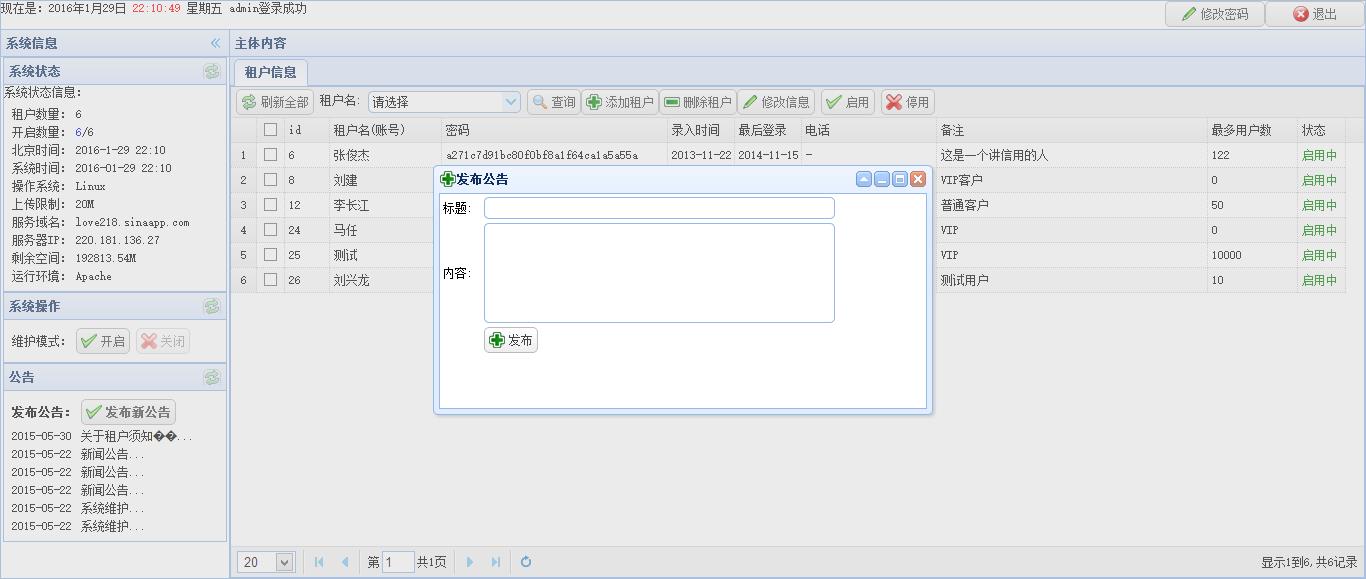 现在是: 2016年1月29日 22:10:49 星期五 admin登录成功
修改密码 退出
系统信息
系统状态
系统状态信息:
租户数量: 6
开启数量: 6/6
北京时间: 2016-1-29 22:10
系统时间: 2016-01-29 22:10
操作系统: Linux
上传限制: 20M
服务域名: love218.sinaapp.com
服务器IP: 220.181.136.27
剩余空间: 192813.54M
运行环境: Apache
系统操作
维护模式: 开启 关闭
公告
发布公告: 发布新公告
2015-05-30 关于租户须知��...
2015-05-22 新闻公告...
2015-05-22 新闻公告...
2015-05-22 新闻公告...
2015-05-22 系统维护...
2015-05-22 系统维护...
主体内容
租户信息
刷新全部 租户名: 请选择 查询 添加租户 删除租户 修改信息 启用 停用
id 租户名(账号) 密码 录入时间 最后登录 电话 备注 最多用户数 状态
1 6 张俊杰 a271c7d91bc80f0bf8a1f64ca1a5a55a 2013-11-22 2014-11-15 - 这是一个讲信用的人 122 启用中
2 8 刘建 VIP客户 0 启用中
3 12 李长江 普通客户 50 启用中
4 24 马任 VIP 0 启用中
5 25 测试 VIP 10000 启用中
6 26 刘兴龙 测试用户 10 启用中
发布公告
标题:
内容:
发布
20 第 1 共1页 显示1到6, 共6记录